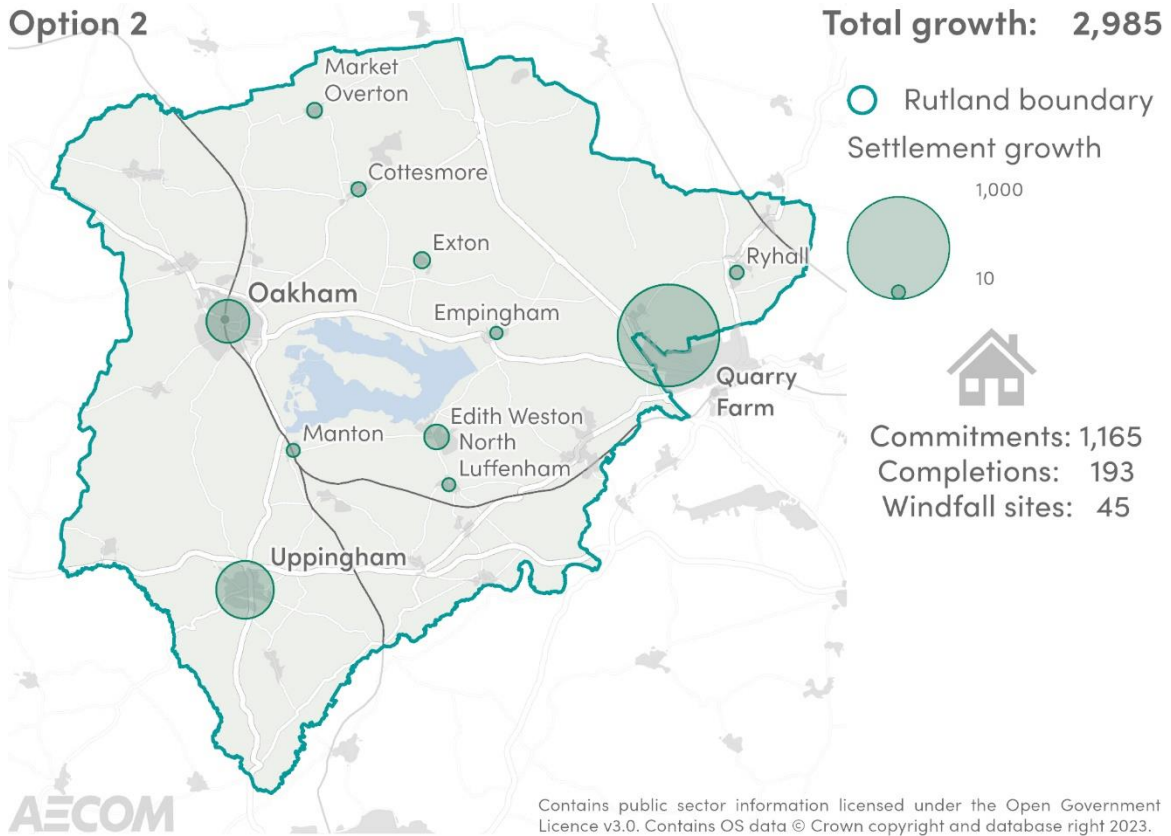 Option 2
Total growth: 2,985
Rutland boundary
Settlement growth
1,000
10
Commitments: 1,165
Completions: 193
Windfall sites: 45
Market
Overton
Cottesmore
Exton
Ryhall
Oakham
Empingham
Quarry
Farm
Edith Weston
Manton
North
Luffenham
Uppingham
AECOM
Contains public sector information licensed under the Open Government
Licence v3.0. Contains OS data © Crown copyright and database right 2023.